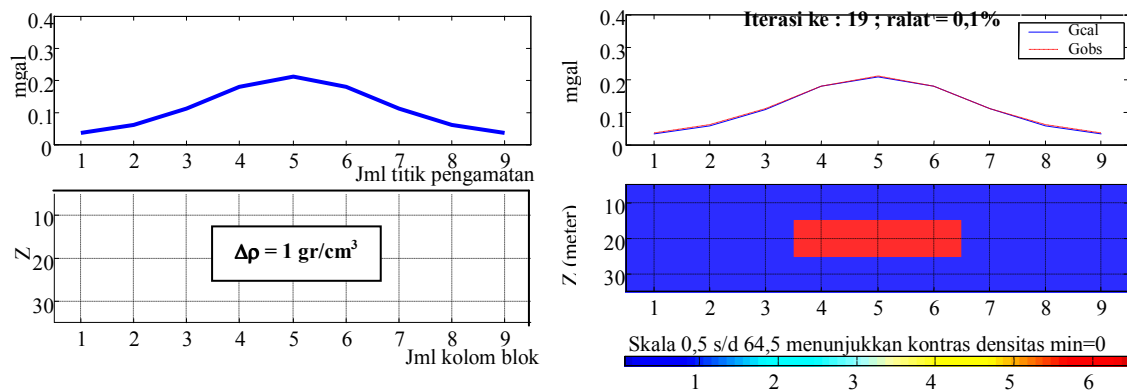 0.4
0.3
0.2
0.1
0
mgal
1 2 3 4 5 6 7 8 9
Jml titik pengamatan
10
20
30
Z
Δρ = 1 gr/cm³
1 2 3 4 5 6 7 8 9
Jml kolom blok
Iterasi ke : 19 ; ralat = 0,1%
Gcal
Gobs
0.4
0.3
0.2
0.1
0
mgal
1 2 3 4 5 6 7 8 9
10
20
30
Z (meter)
1 2 3 4 5 6 7 8 9
Skala 0,5 s/d 64,5 menunjukkan kontras densitas min=0
1 2 3 4 5 6